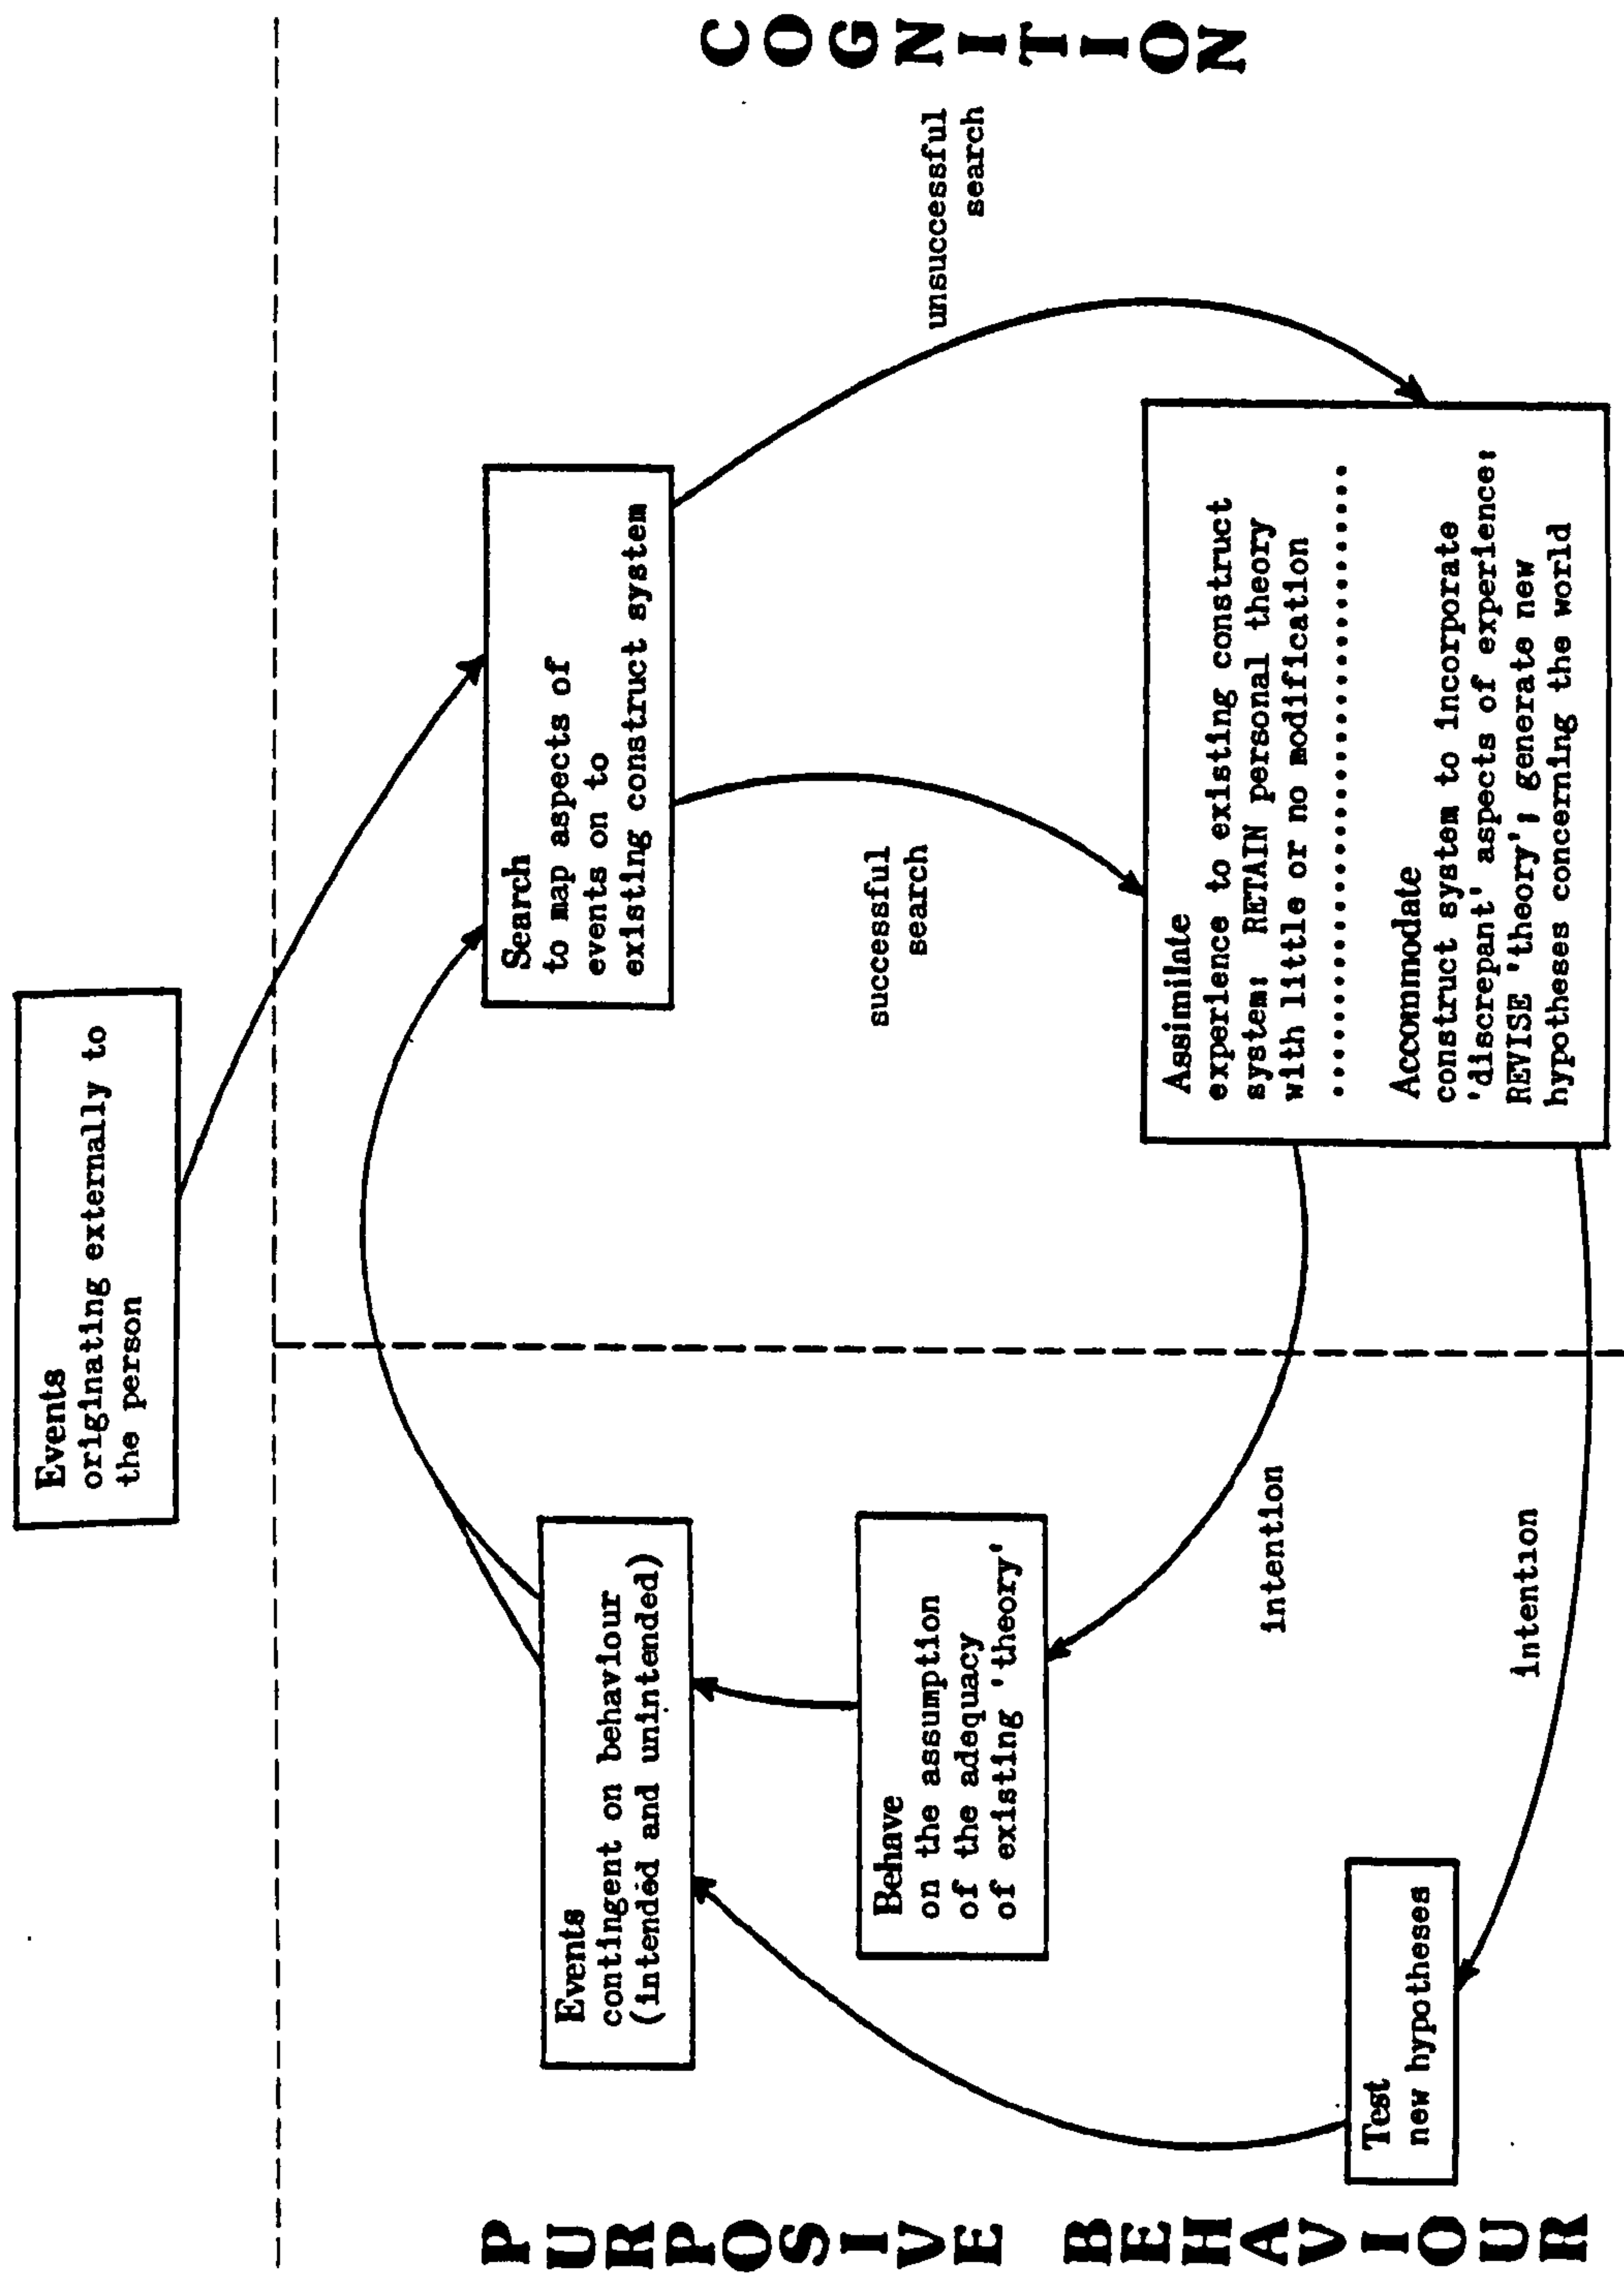 Events
originating externally to
the person
PURPOSIVE BEHAVIOUR
Events
contingent on behaviour
(intended and unintended)
Behave
on the assumption
of the adequacy
of existing 'theory'
intention
Test
new hypotheses
intention
Search
to map aspects of
events on to
existing construct system
successful
search
unsuccessful
search
Assimilate
experience to existing construct
system: RETAIN personal theory
with little or no modification
Accommodate
construct system to incorporate
'discrepant' aspects of experience:
REVISE 'theory'; generate new
hypotheses concerning the world
COGNITION